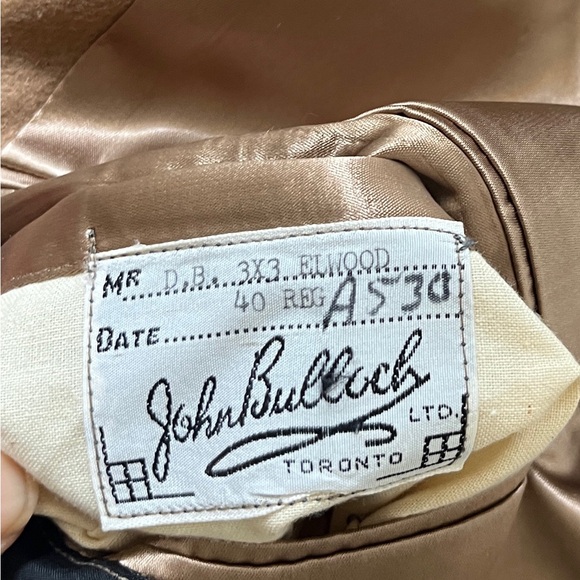 MR D.B. 3X3 ELWOOD
40 REG A530
DATE
John Bulloch
LTD.
TORONTO